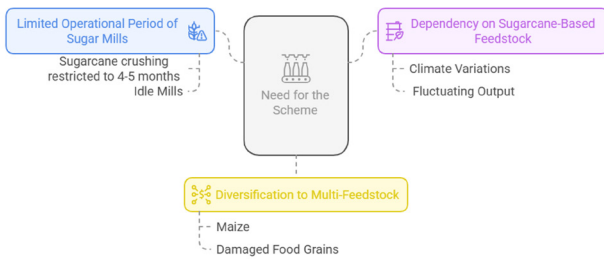 Limited Operational Period of
Sugar Mills
Sugarcane crushing
restricted to 4-5 months
Idle Mills
Need for the
Scheme
Dependency on Sugarcane-Based
Feedstock
Climate Variations
Fluctuating Output
Diversification to Multi-Feedstock
Maize
Damaged Food Grains